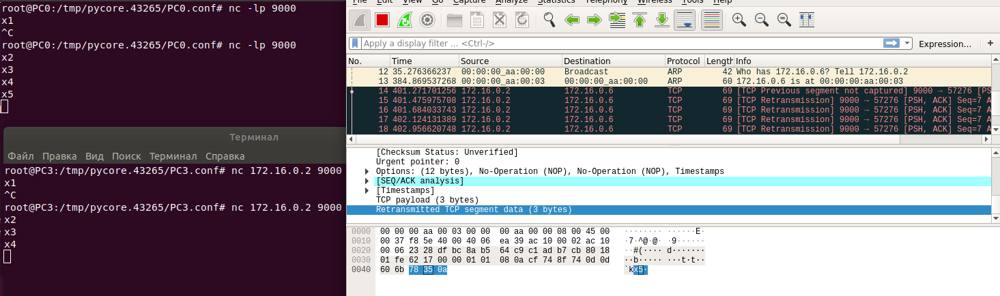 root@PC0:/tmp/pycore.43265/PC0.conf# nc -lp 9000
x1
^C
root@PC0:/tmp/pycore.43265/PC0.conf# nc -lp 9000
x2
x3
x4
x5
Терминал
Файл Правка Вид Поиск Терминал Справка
root@PC3:/tmp/pycore.43265/PC3.conf# nc 172.16.0.2 9000
x1
^C
root@PC3:/tmp/pycore.43265/PC3.conf# nc 172.16.0.2 9000
x2
x3
x4
File Edit View Go Capture Analyze Statistics Telephony Wireless Tools Help
Apply a display filter ... <Ctrl-/>
Expression...
+
No. Time Source Destination Protocol Length Info
12 35.276366237 00:00:00_aa:00:00 Broadcast ARP 42 Who has 172.16.0.6? Tell 172.16.0.2
13 384.869537268 00:00:00_aa:00:03 00:00:00_aa:00:00 ARP 60 172.16.0.6 is at 00:00:00:aa:00:03
14 401.271701256 172.16.0.2 172.16.0.6 TCP 69 [TCP Previous segment not captured] 9000 → 57276 [PS
15 401.475975708 172.16.0.2 172.16.0.6 TCP 69 [TCP Retransmission] 9000 → 57276 [PSH, ACK] Seq=7 A
16 401.684033743 172.16.0.2 172.16.0.6 TCP 69 [TCP Retransmission] 9000 → 57276 [PSH, ACK] Seq=7 A
17 402.124131389 172.16.0.2 172.16.0.6 TCP 69 [TCP Retransmission] 9000 → 57276 [PSH, ACK] Seq=7 A
18 402.956620748 172.16.0.2 172.16.0.6 TCP 69 [TCP Retransmission] 9000 → 57276 [PSH, ACK] Seq=7 A
[Checksum Status: Unverified]
Urgent pointer: 0
Options: (12 bytes), No-Operation (NOP), No-Operation (NOP), Timestamps
[SEQ/ACK analysis]
[Timestamps]
TCP payload (3 bytes)
Retransmitted TCP segment data (3 bytes)
0000 00 00 00 aa 00 03 00 00 00 aa 00 00 08 00 45 00 ········ ······E·
0010 00 37 f8 5e 40 00 40 06 ea 39 ac 10 00 02 ac 10 ·7·^@·@· ·9······
0020 00 06 23 28 df bc 8a b5 64 c9 c1 ad b7 cb 80 18 ··#(···· d·······
0030 01 fe 62 17 00 00 01 01 08 0a cf 74 8f 74 0d 0d ··b····· ···t·t··
0040 60 6b 78 35 0a `kx5·